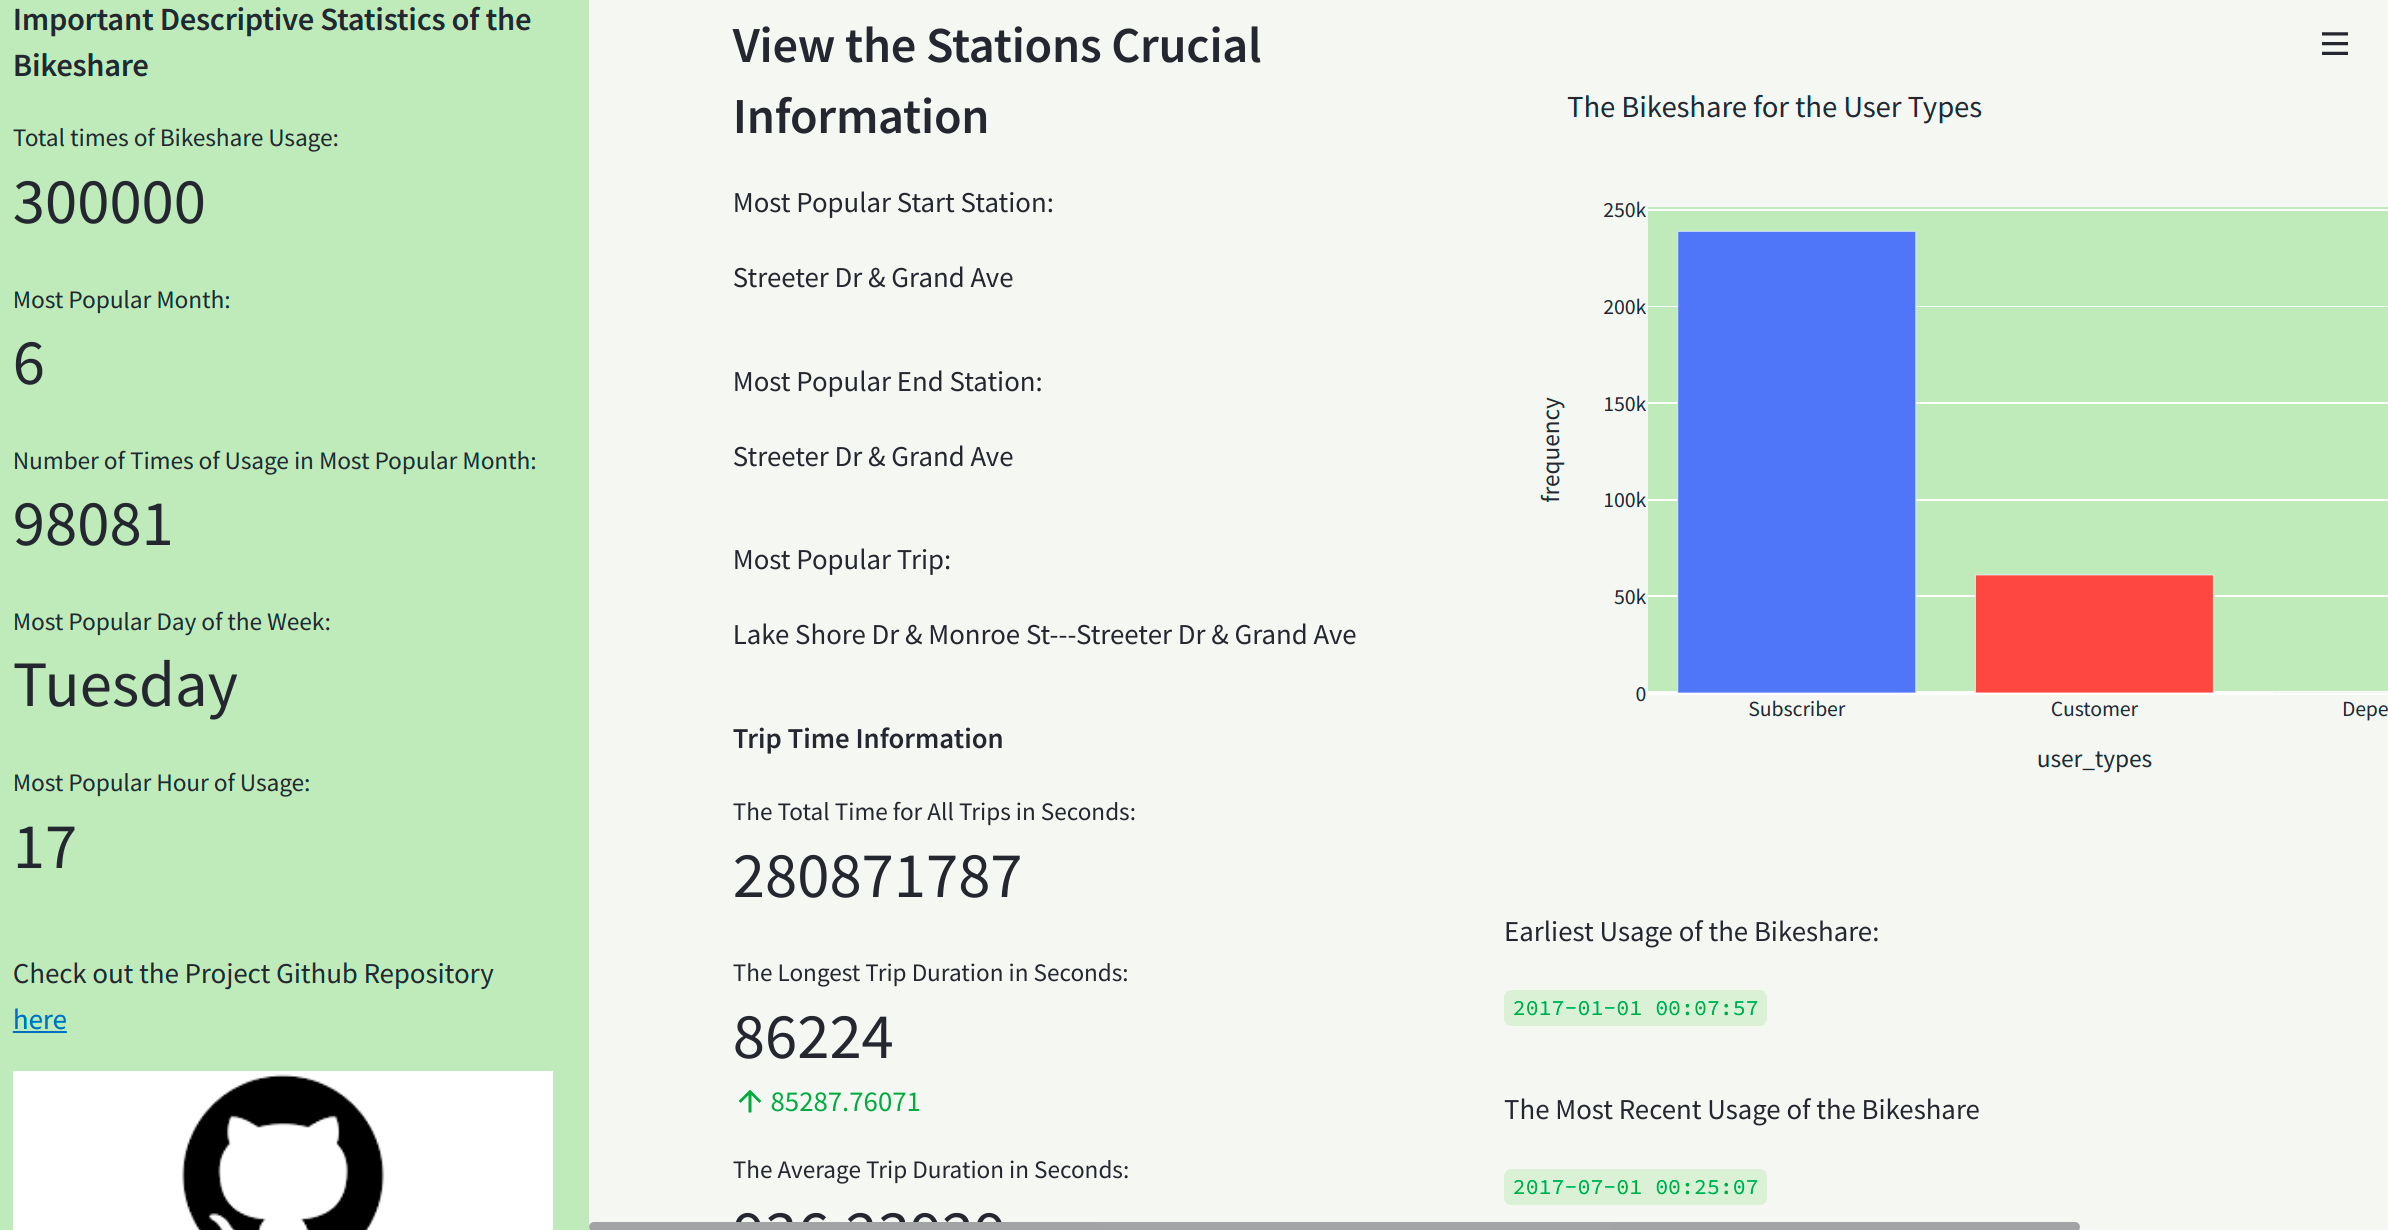 Important Descriptive Statistics of the
Bikeshare
Total times of Bikeshare Usage:
300000
Most Popular Month:
6
Number of Times of Usage in Most Popular Month:
98081
Most Popular Day of the Week:
Tuesday
Most Popular Hour of Usage:
17
Check out the Project Github Repository
here
View the Stations Crucial
Information
Most Popular Start Station:
Streeter Dr & Grand Ave
Most Popular End Station:
Streeter Dr & Grand Ave
Most Popular Trip:
Lake Shore Dr & Monroe St---Streeter Dr & Grand Ave
Trip Time Information
The Total Time for All Trips in Seconds:
280871787
The Longest Trip Duration in Seconds:
86224
85287.76071
The Average Trip Duration in Seconds:
The Bikeshare for the User Types
250k
200k
150k
100k
50k
0
frequency
Subscriber
Customer
Depe
user_types
Earliest Usage of the Bikeshare:
2017-01-01 00:07:57
The Most Recent Usage of the Bikeshare
2017-07-01 00:25:07